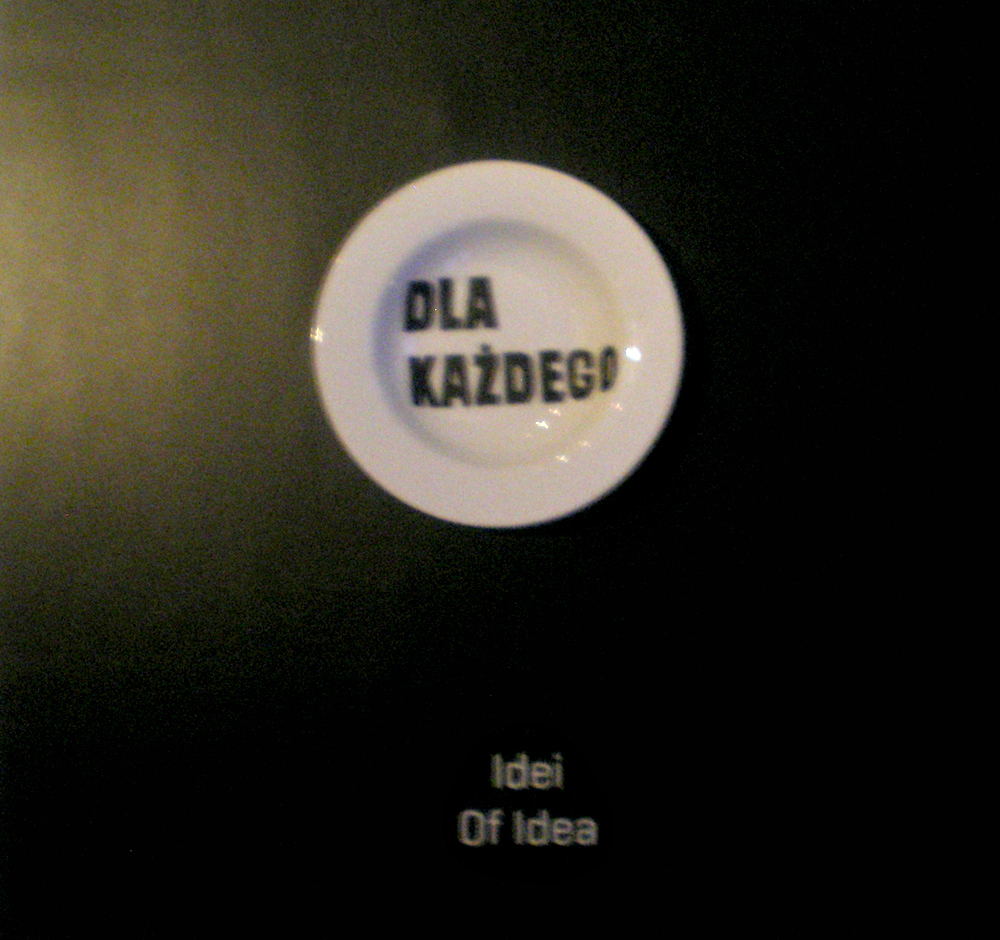 DLA
KAŻDEGO
Idei
Of Idea